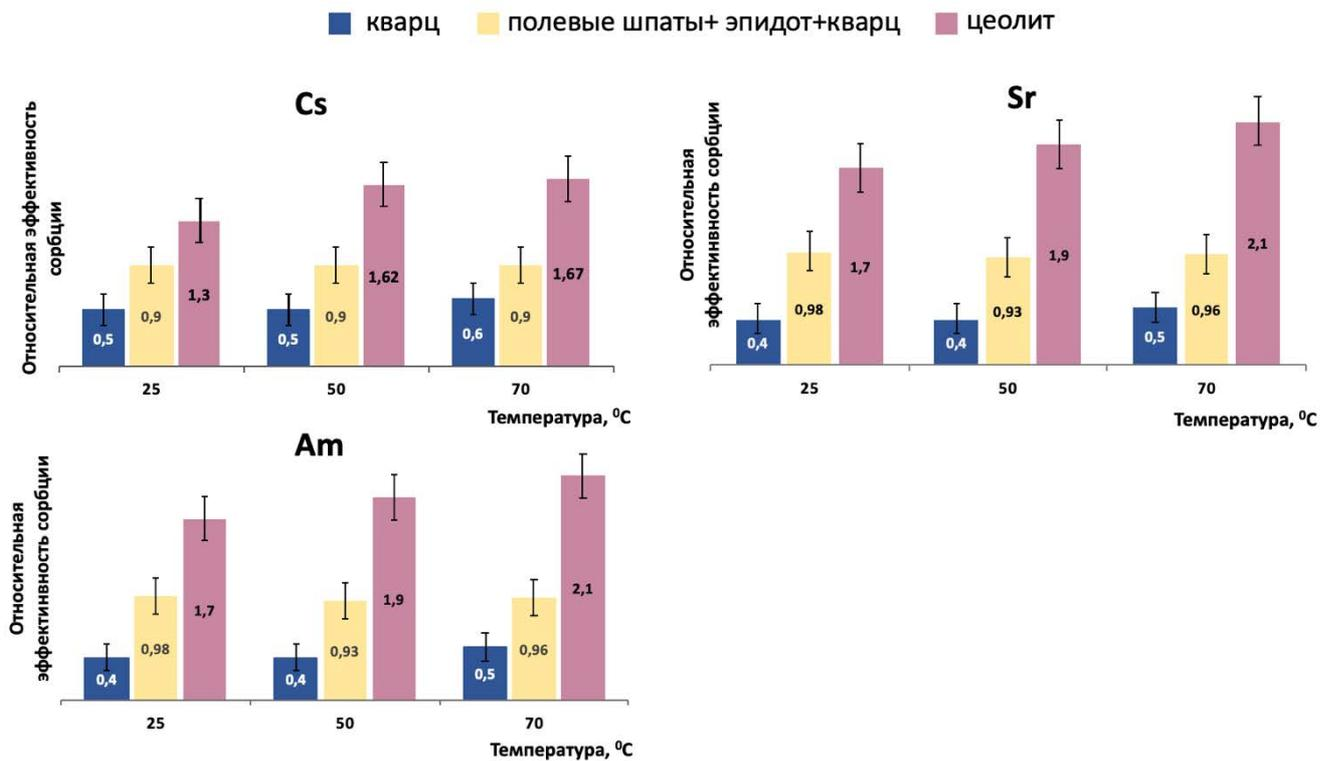 кварц полевые шпаты+ эпидот+кварц цеолит
Cs
Относительная эффективность
сорбции
0,5 0,9 1,3 0,5 0,9 1,62 0,6 0,9 1,67
25 50 70
Температура, ⁰С
Sr
Относительная
эффектинвность сорбции
0,4 0,98 1,7 0,4 0,93 1,9 0,5 0,96 2,1
25 50 70
Температура, ⁰С
Am
Относительная
эффектинвность сорбции
0,4 0,98 1,7 0,4 0,93 1,9 0,5 0,96 2,1
25 50 70
Температура, ⁰С